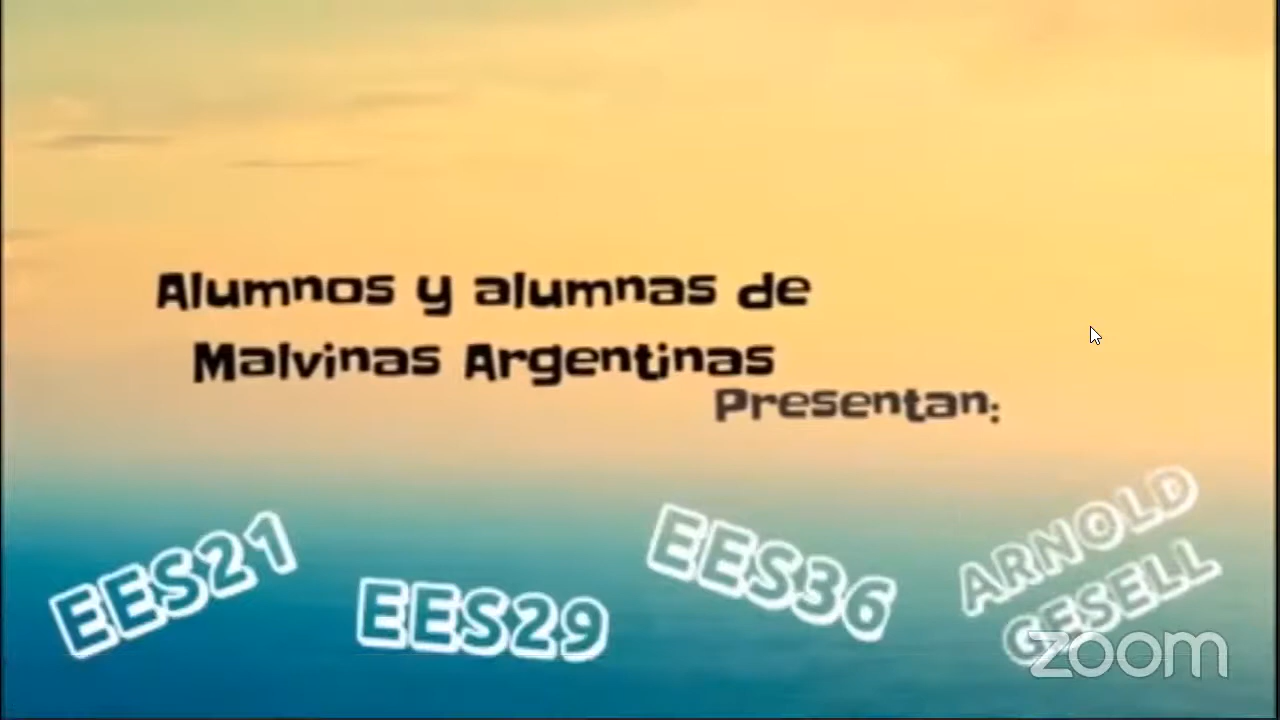 Alumnos y alumnas de
Malvinas Argentinas
Presentan:
EES21
EES29
EES36
ARNOLD
GESELL
zoom